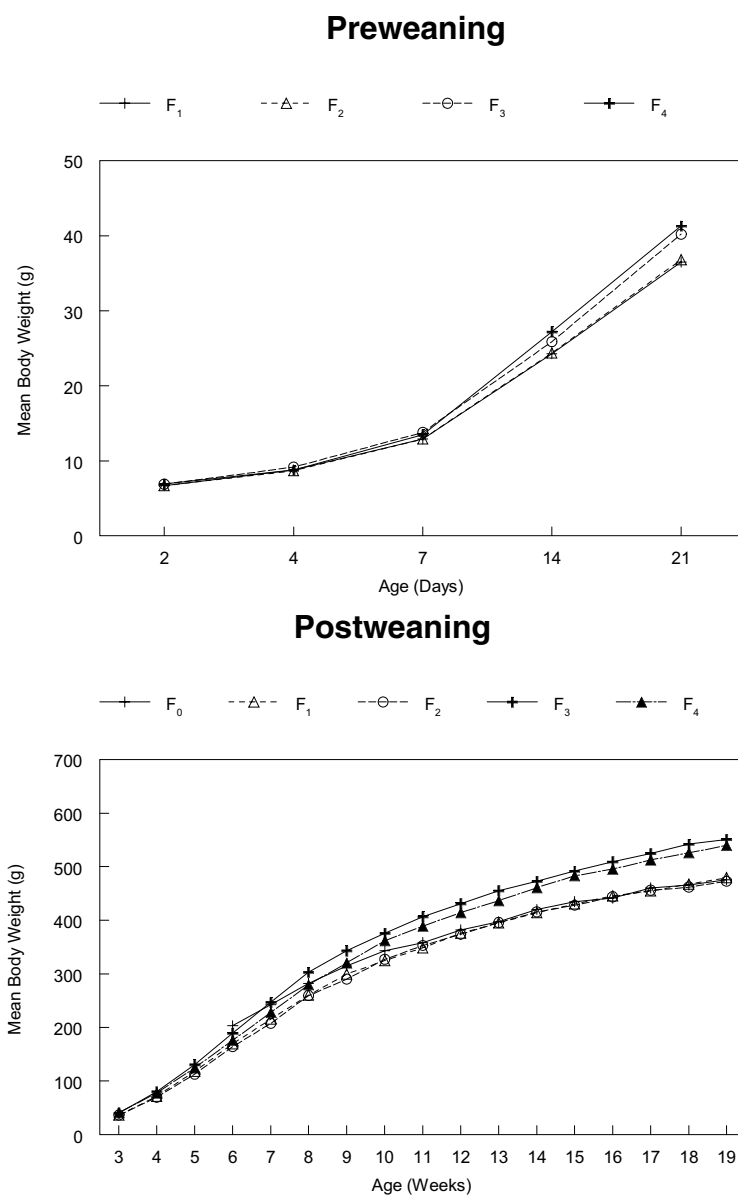 Preweaning
F1 F2 F3 F4
50
40
30
20
10
0
Mean Body Weight (g)
2 4 7 14 21
Age (Days)
Postweaning
F0 F1 F2 F3 F4
700
600
500
400
300
200
100
0
Mean Body Weight (g)
3 4 5 6 7 8 9 10 11 12 13 14 15 16 17 18 19
Age (Weeks)